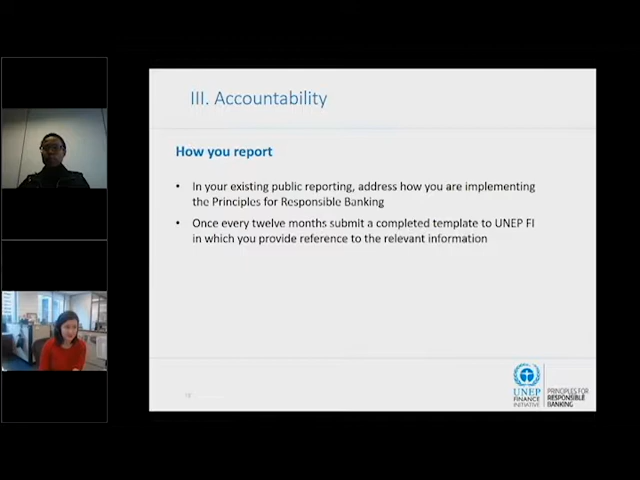 III. Accountability
How you report
• In your existing public reporting, address how you are implementing
the Principles for Responsible Banking
• Once every twelve months submit a completed template to UNEP FI
in which you provide reference to the relevant information
UNEP
FINANCE
INITIATIVE
PRINCIPLES FOR
RESPONSIBLE
BANKING